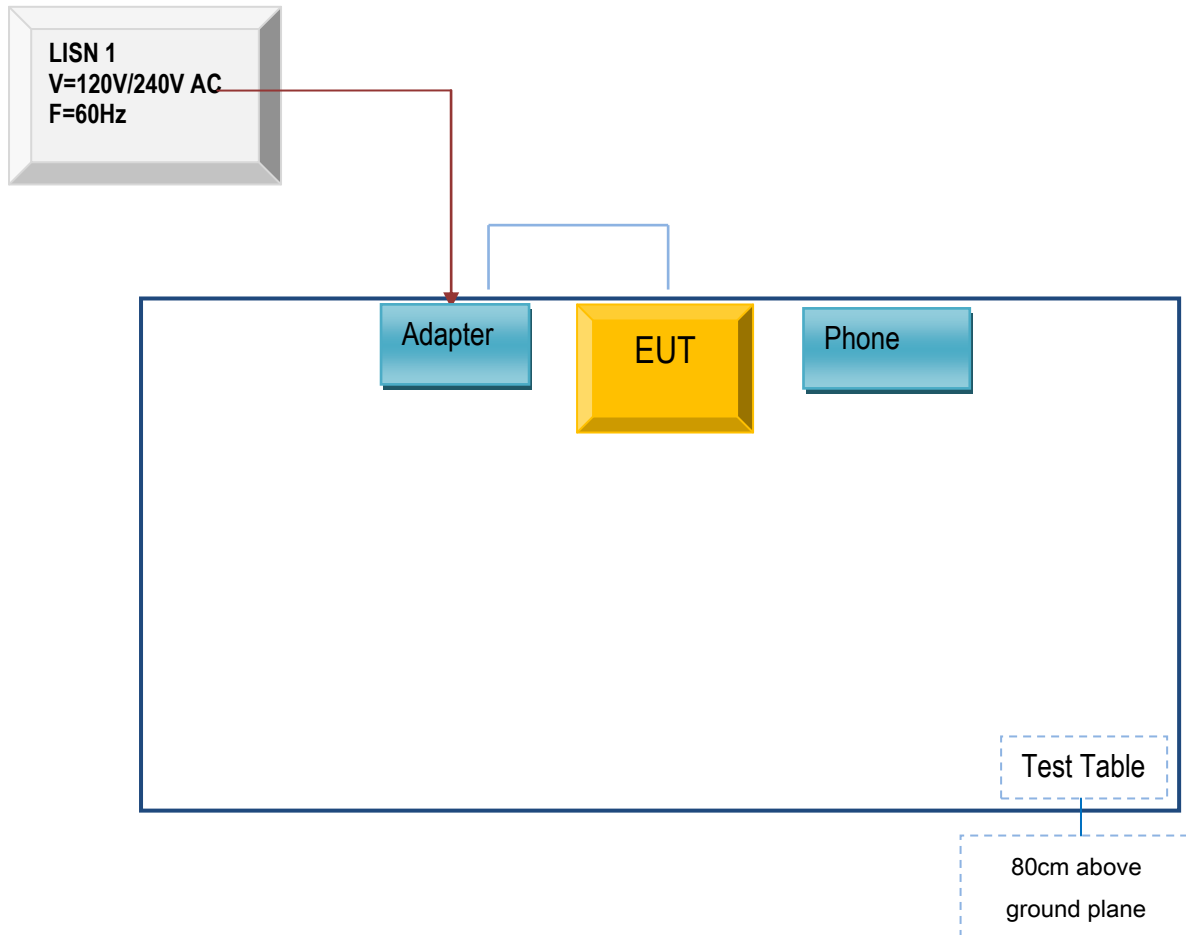 LISN 1
V=120V/240V AC
F=60Hz
Adapter
EUT
Phone
Test Table
80cm above
ground plane